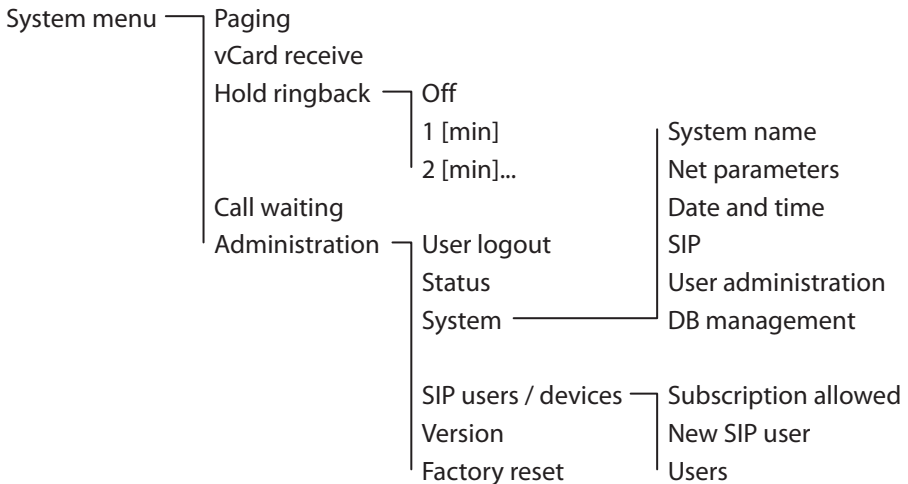 System menu Paging
vCard receive
Hold ringback Off
1 [min] System name
2 [min]... Net parameters
Call waiting Date and time
Administration User logout SIP
Status User administration
System DB management
SIP users / devices Subscription allowed
Version New SIP user
Factory reset Users